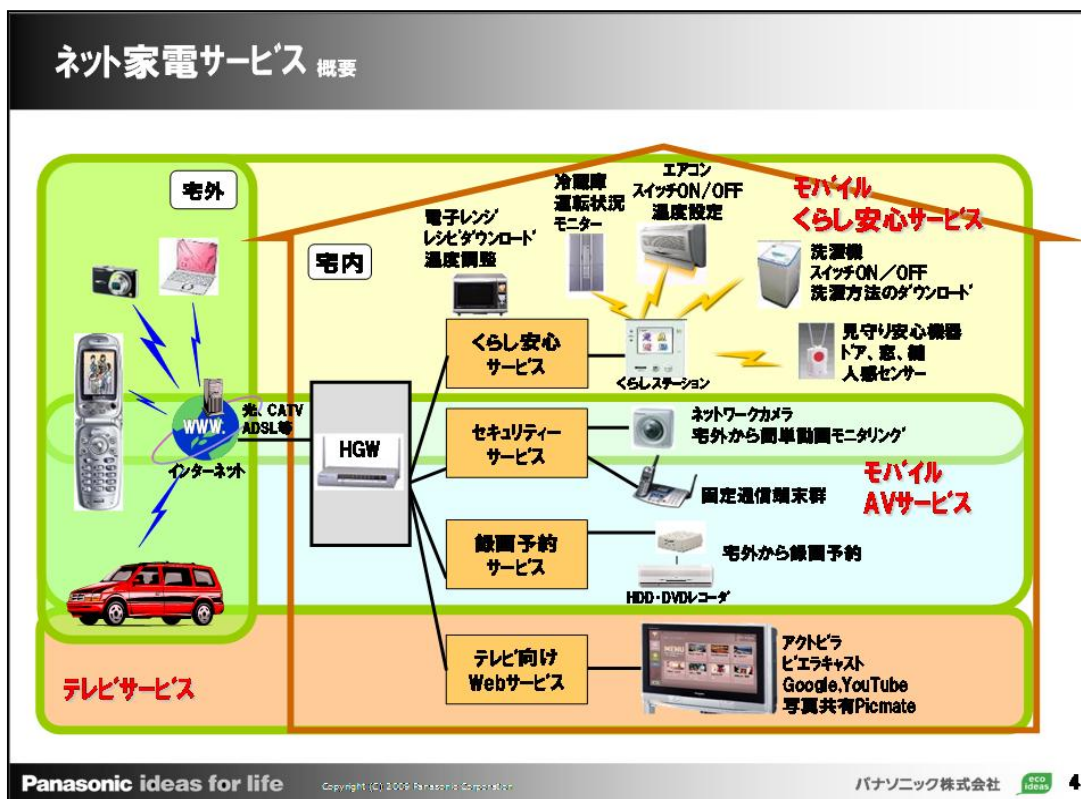 ネット家電サービス 概要
宅外
宅内
電子レンジ
レシピダウンロード
温度調整
冷蔵庫
運転状況
モニター
エアコン
スイッチON/OFF
温度設定
モバイル
くらし安心サービス
洗濯機
スイッチON/OFF
洗濯方法のダウンロード
くらし安心
サービス
くらしステーション
見守り安心機器
ドア、窓、鍵
人感センサー
WWW.
インターネット
光、CATV
ADSL等
HGW
セキュリティー
サービス
ネットワークカメラ
宅外から簡単動画モニタリング
固定通信端末群
モバイル
AVサービス
録画予約
サービス
宅外から録画予約
HDD・DVDレコーダ
テレビサービス
テレビ向け
Webサービス
MENU
アクトビラ
ビエラキャスト
Google,YouTube
写真共有Picmate
Panasonic ideas for life
Copyright (C) 2009 Panasonic Corporation
パナソニック株式会社
eco
ideas
4